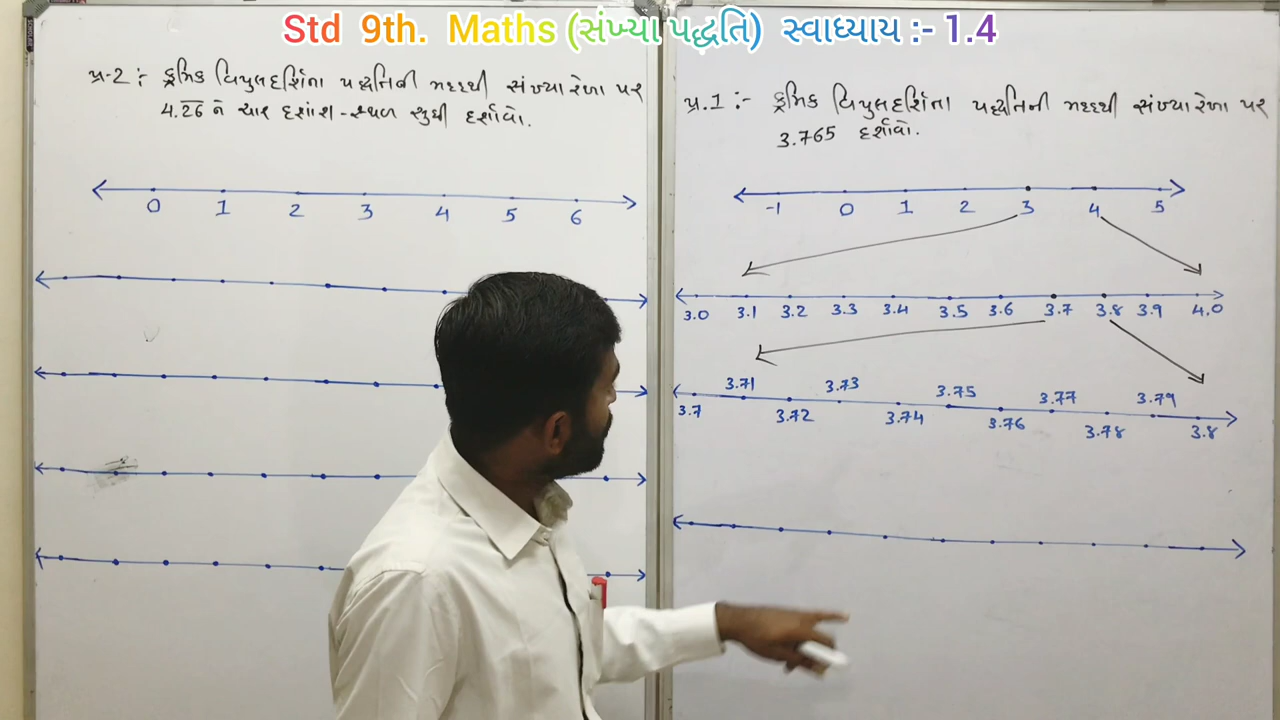 Std 9th. Maths (સંખ્યા પદ્ધતિ) સ્વાધ્યાય :- 1.4
પ્ર-2 :- ક્રમિક વિપુલદર્શિતા પદ્ધતિની મદદથી સંખ્યારેખા પર
4.2̅6̅ ને ચાર દશાંશ-સ્થળ સુધી દર્શાવો.
0 1 2 3 4 5 6
પ્ર.1 :- ક્રમિક વિપુલદર્શિતા પદ્ધતિની મદદથી સંખ્યારેખા પર
3.765 દર્શાવો.
-1 0 1 2 3 4 5
3.0 3.1 3.2 3.3 3.4 3.5 3.6 3.7 3.8 3.9 4.0
3.71 3.73 3.75 3.77 3.79
3.7 3.72 3.74 3.76 3.78 3.8